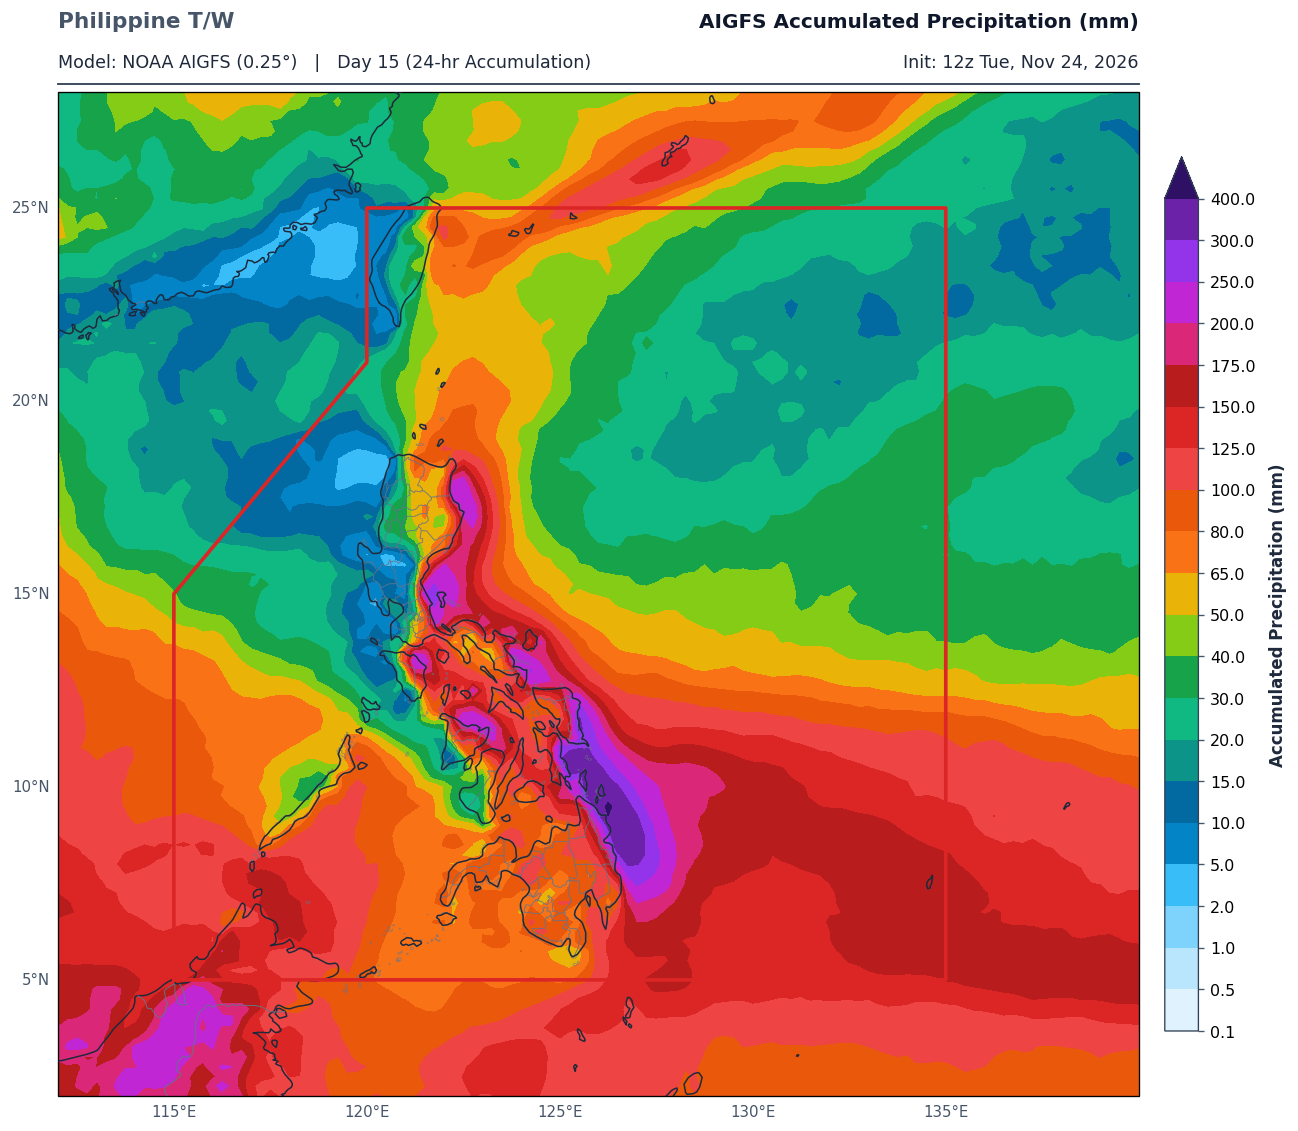 Philippine T/W
AIGFS Accumulated Precipitation (mm)
Model: NOAA AIGFS (0.25°)   |   Day 15 (24-hr Accumulation)
Init: 12z Tue, Nov 24, 2026
25°N
20°N
15°N
10°N
5°N
115°E
120°E
125°E
130°E
135°E
400.0
300.0
250.0
200.0
175.0
150.0
125.0
100.0
80.0
65.0
50.0
40.0
30.0
20.0
15.0
10.0
5.0
2.0
1.0
0.5
0.1
Accumulated Precipitation (mm)